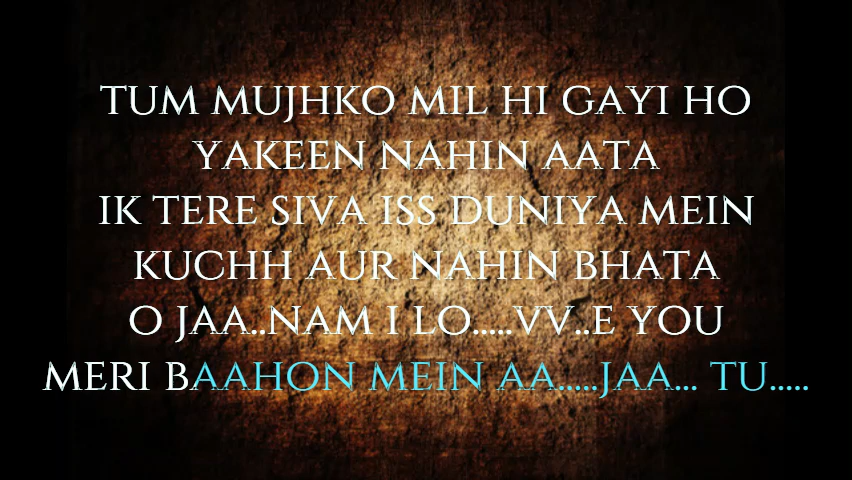 TUM MUJHKO MIL HI GAYI HO
YAKEEN NAHIN AATA
IK TERE SIVA ISS DUNIYA MEIN
KUCHH AUR NAHIN BHATA
O JAA..NAM I LO.....VV..E YOU
MERI BAAHON MEIN AA.....JAA... TU.....